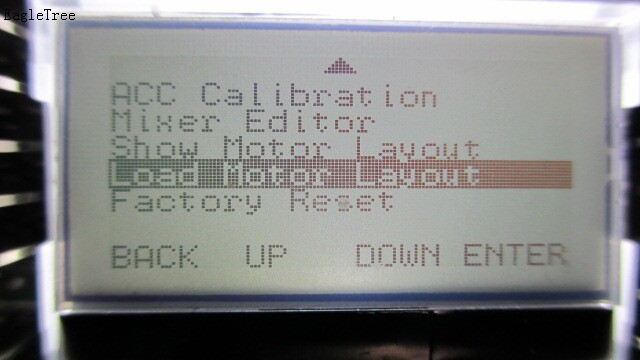 EagleTree
ACC Calibration
Mixer Editor
Show Motor Layout
Load Motor Layout
Factory Reset
BACK UP DOWN ENTER